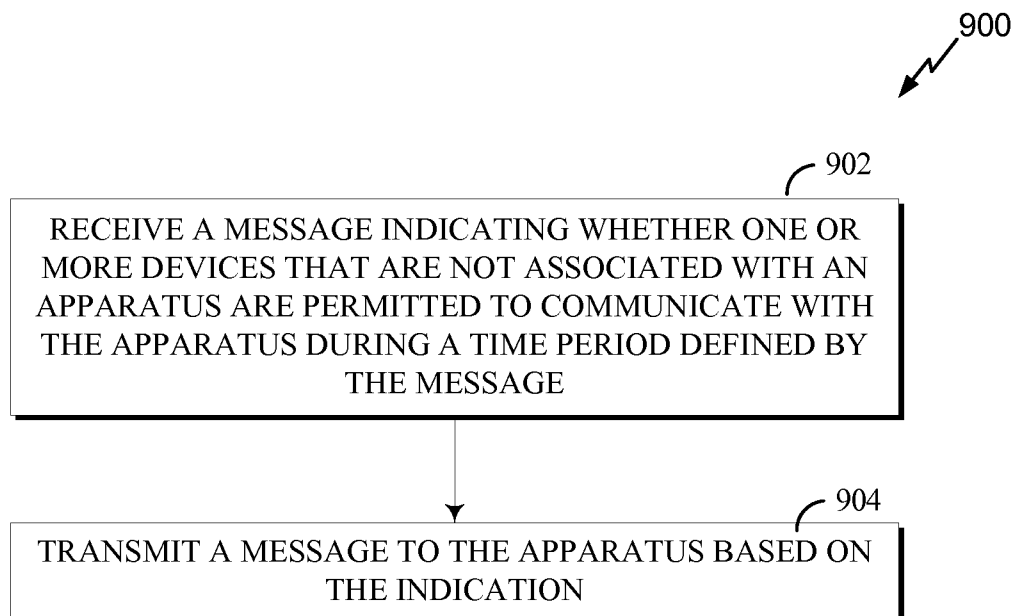 900
902
RECEIVE A MESSAGE INDICATING WHETHER ONE OR
MORE DEVICES THAT ARE NOT ASSOCIATED WITH AN
APPARATUS ARE PERMITTED TO COMMUNICATE WITH
THE APPARATUS DURING A TIME PERIOD DEFINED BY
THE MESSAGE
904
TRANSMIT A MESSAGE TO THE APPARATUS BASED ON
THE INDICATION